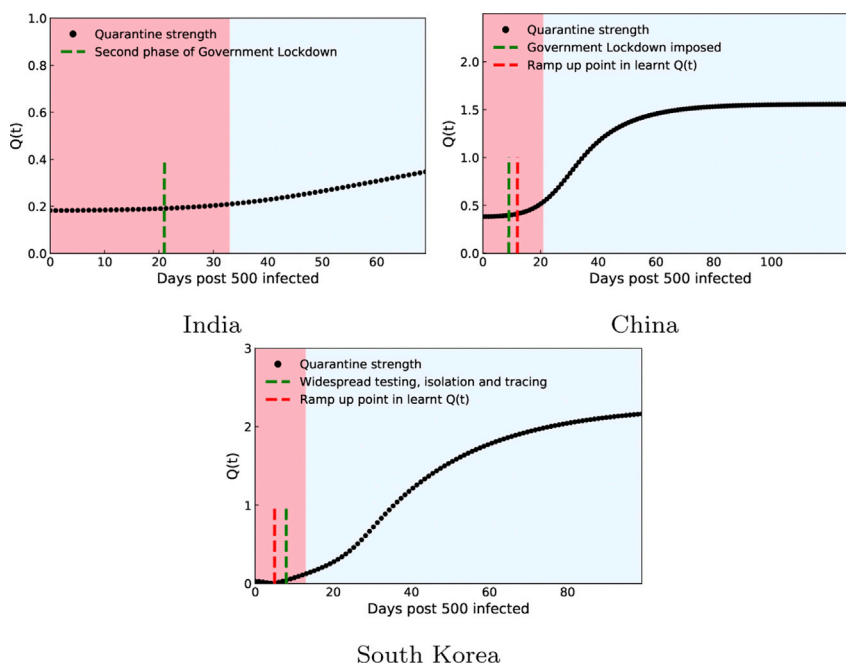 Quarantine strength
Second phase of Government Lockdown
1.0
0.8
0.6
0.4
0.2
0.0
Q(t)
0 10 20 30 40 50 60
Days post 500 infected
India
Quarantine strength
Government Lockdown imposed
Ramp up point in learnt Q(t)
2.0
1.5
1.0
0.5
0.0
Q(t)
0 20 40 60 80 100
Days post 500 infected
China
Quarantine strength
Widespread testing, isolation and tracing
Ramp up point in learnt Q(t)
3
2
1
0
Q(t)
0 20 40 60 80
Days post 500 infected
South Korea